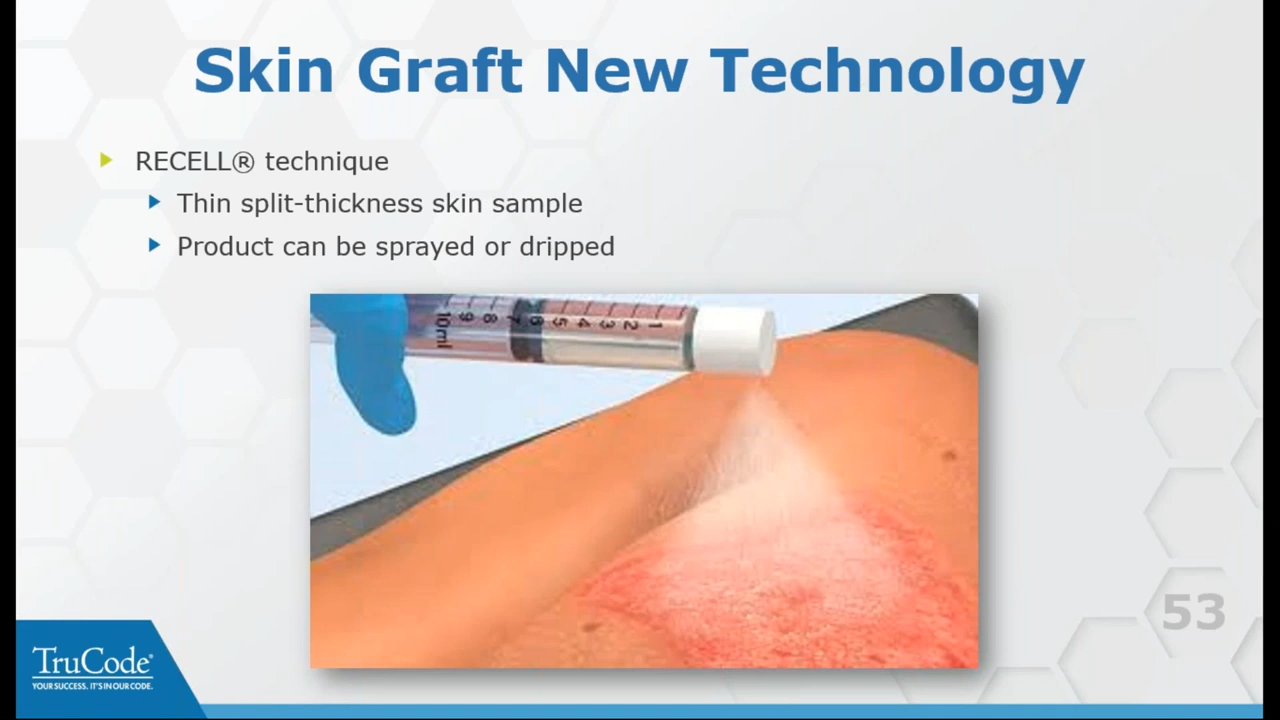 Skin Graft New Technology
RECELL® technique
Thin split-thickness skin sample
Product can be sprayed or dripped
10ml 9 8 7 6 5 4 3 2 1
53
TruCode®
YOUR SUCCESS. IT'S IN OUR CODE.